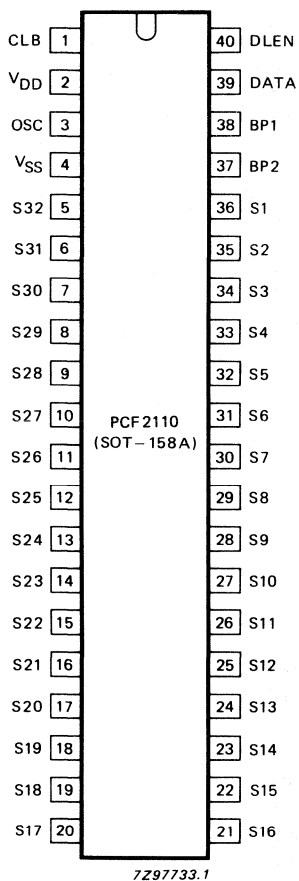 CLB 1 40 DLEN
VDD 2 39 DATA
OSC 3 38 BP1
VSS 4 37 BP2
S32 5 36 S1
S31 6 35 S2
S30 7 34 S3
S29 8 33 S4
S28 9 32 S5
S27 10 31 S6
PCF2110
(SOT-158A)
S26 11 30 S7
S25 12 29 S8
S24 13 28 S9
S23 14 27 S10
S22 15 26 S11
S21 16 25 S12
S20 17 24 S13
S19 18 23 S14
S18 19 22 S15
S17 20 21 S16
7Z97733.1